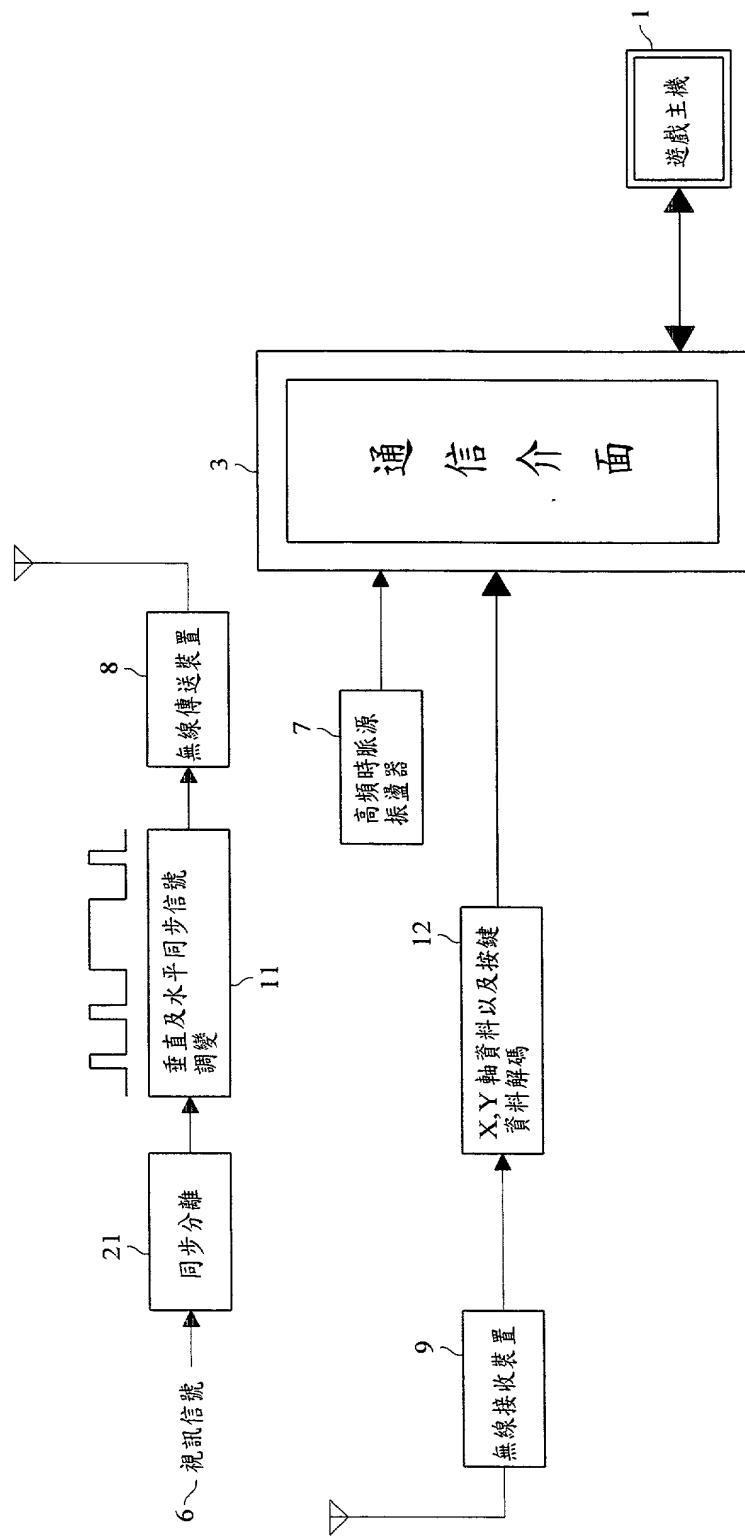 6
視訊信號
21
同步分離
垂直及水平同步信號
調變
11
8
無線傳送裝置
9
無線接收裝置
12
X,Y 軸資料以及按鍵
資料解碼
7
高頻時脈源
振盪器
3
通信介面
1
遊戲主機